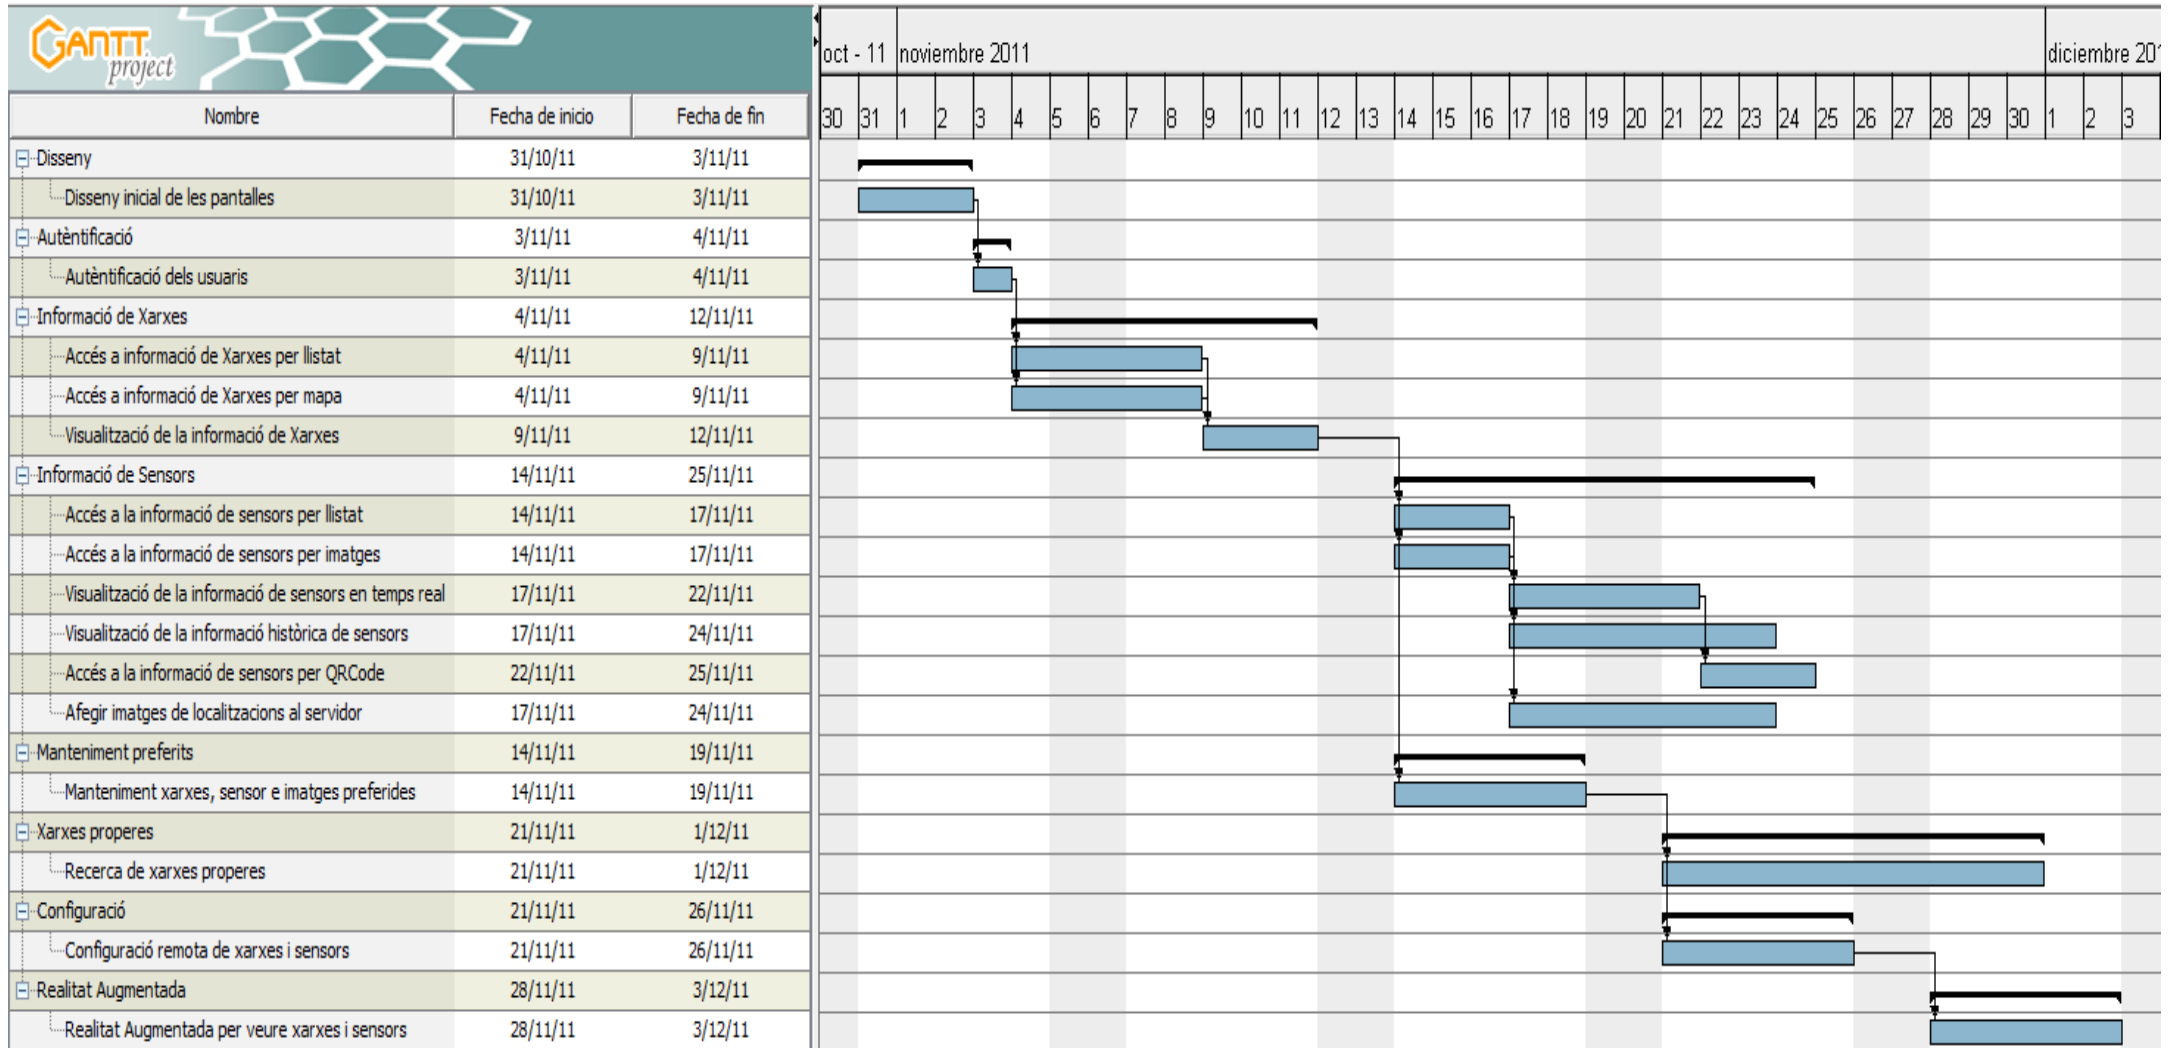 GANTT
project
oct - 11 noviembre 2011 diciembre 201
Nombre Fecha de inicio Fecha de fin 30 31 1 2 3 4 5 6 7 8 9 10 11 12 13 14 15 16 17 18 19 20 21 22 23 24 25 26 27 28 29 30 1 2 3
Disseny 31/10/11 3/11/11
Disseny inicial de les pantalles 31/10/11 3/11/11
Autèntificació 3/11/11 4/11/11
Autèntificació dels usuaris 3/11/11 4/11/11
Informació de Xarxes 4/11/11 12/11/11
Accés a informació de Xarxes per llistat 4/11/11 9/11/11
Accés a informació de Xarxes per mapa 4/11/11 9/11/11
Visualització de la informació de Xarxes 9/11/11 12/11/11
Informació de Sensors 14/11/11 25/11/11
Accés a la informació de sensors per llistat 14/11/11 17/11/11
Accés a la informació de sensors per imatges 14/11/11 17/11/11
Visualització de la informació de sensors en temps real 17/11/11 22/11/11
Visualització de la informació històrica de sensors 17/11/11 24/11/11
Accés a la informació de sensors per QRCode 22/11/11 25/11/11
Afegir imatges de localitzacions al servidor 17/11/11 24/11/11
Manteniment preferits 14/11/11 19/11/11
Manteniment xarxes, sensor e imatges preferides 14/11/11 19/11/11
Xarxes properes 21/11/11 1/12/11
Recerca de xarxes properes 21/11/11 1/12/11
Configuració 21/11/11 26/11/11
Configuració remota de xarxes i sensors 21/11/11 26/11/11
Realitat Augmentada 28/11/11 3/12/11
Realitat Augmentada per veure xarxes i sensors 28/11/11 3/12/11